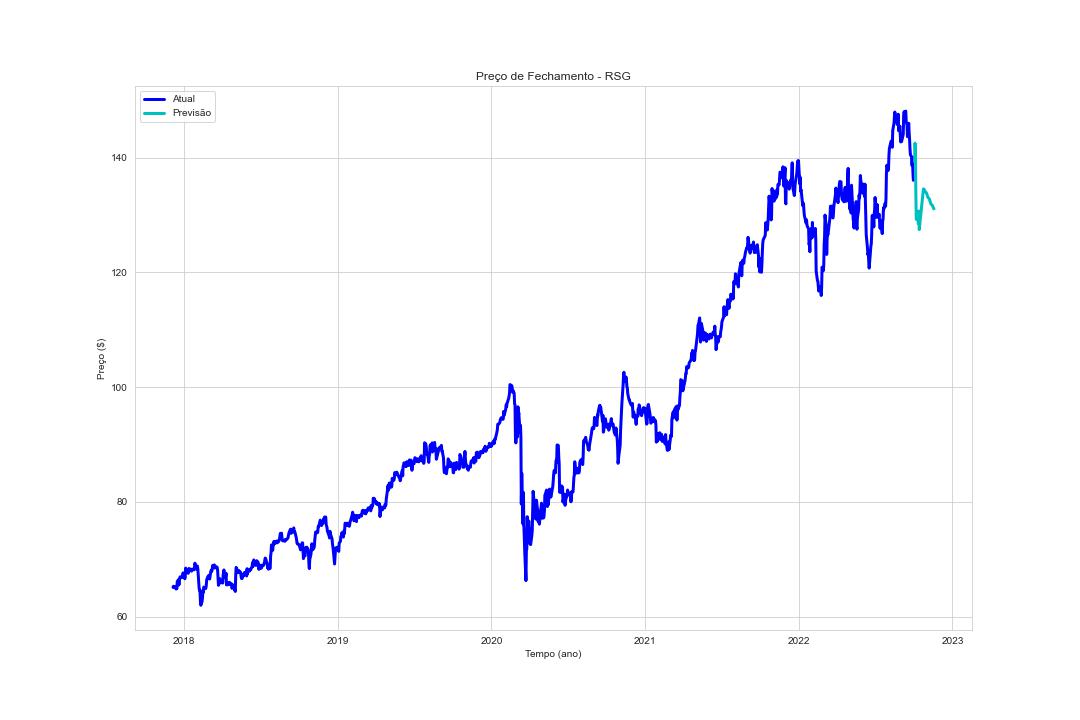 Preço de Fechamento - RSG
Atual
Previsão
Preço ($)
140
120
100
80
60
2018 2019 2020 2021 2022 2023
Tempo (ano)